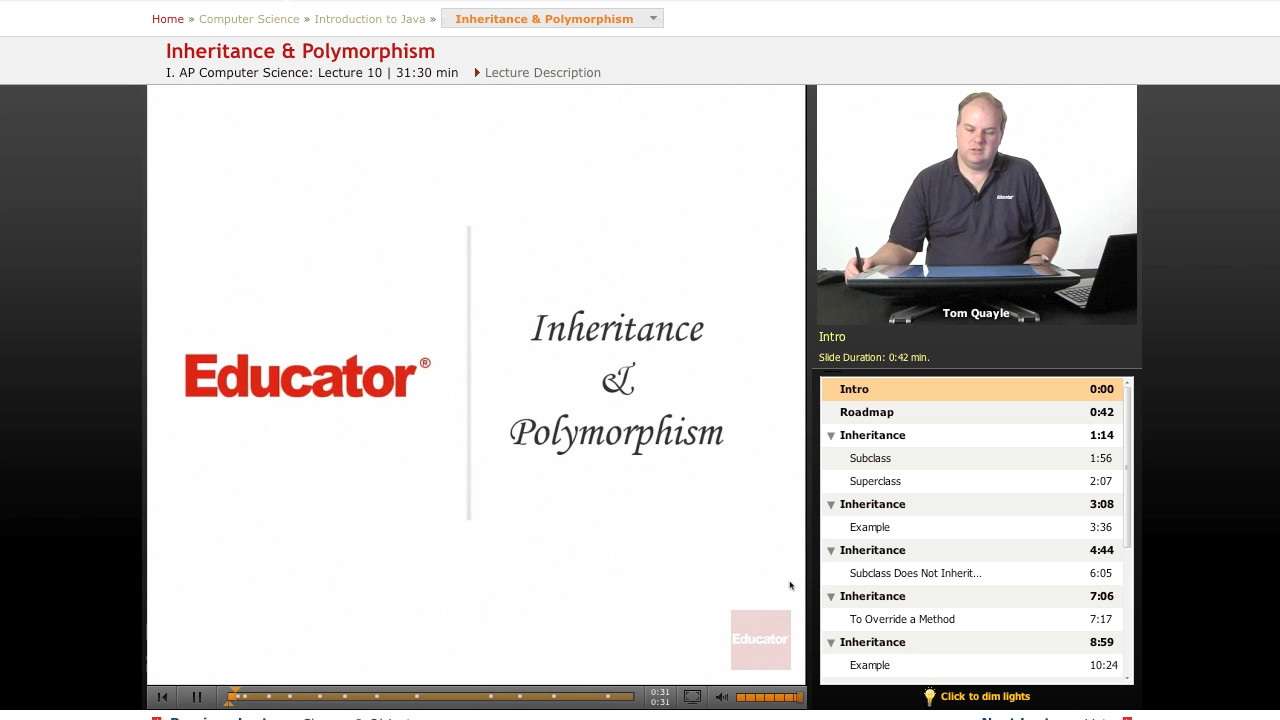 Home » Computer Science » Introduction to Java » Inheritance & Polymorphism
Inheritance & Polymorphism
I. AP Computer Science: Lecture 10 | 31:30 min Lecture Description
Educator®
Inheritance
&
Polymorphism
Educator
Educator
Tom Quayle
Intro
Slide Duration: 0:42 min.
Intro 0:00
Roadmap 0:42
Inheritance 1:14
Subclass 1:56
Superclass 2:07
Inheritance 3:08
Example 3:36
Inheritance 4:44
Subclass Does Not Inherit... 6:05
Inheritance 7:06
To Override a Method 7:17
Inheritance 8:59
Example 10:24
0:31
0:31
Click to dim lights